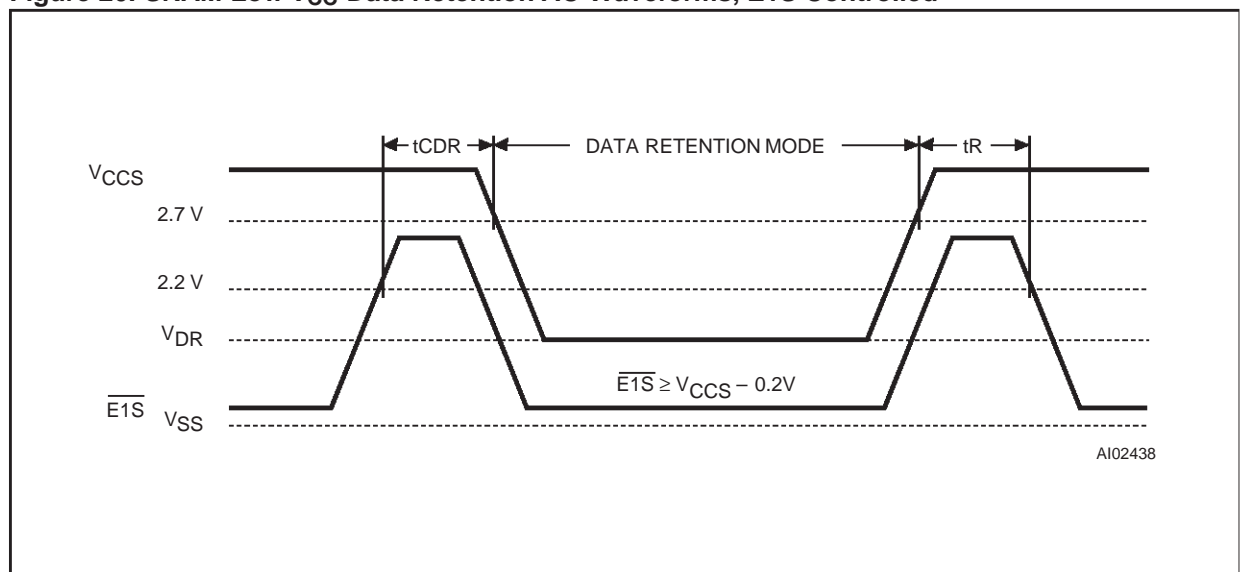 tCDR DATA RETENTION MODE tR
VCCS
2.7 V
2.2 V
VDR
E1S ≥ VCCS – 0.2V
E1S VSS
AI02438